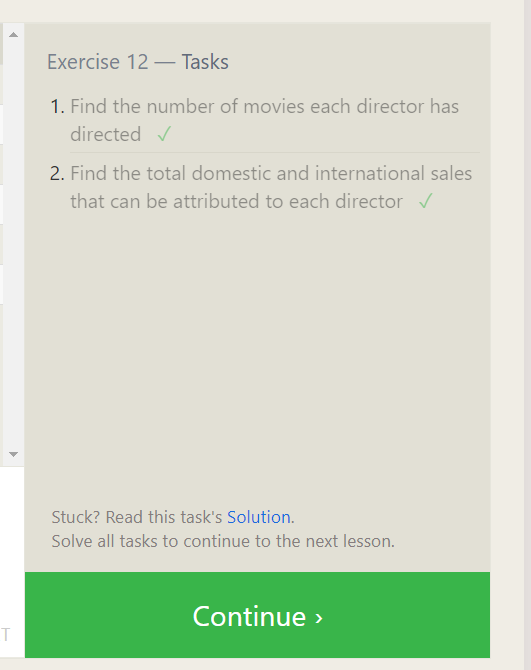 Exercise 12 — Tasks
1. Find the number of movies each director has
directed ✓
2. Find the total domestic and international sales
that can be attributed to each director ✓
Stuck? Read this task's Solution.
Solve all tasks to continue to the next lesson.
T
Continue ›